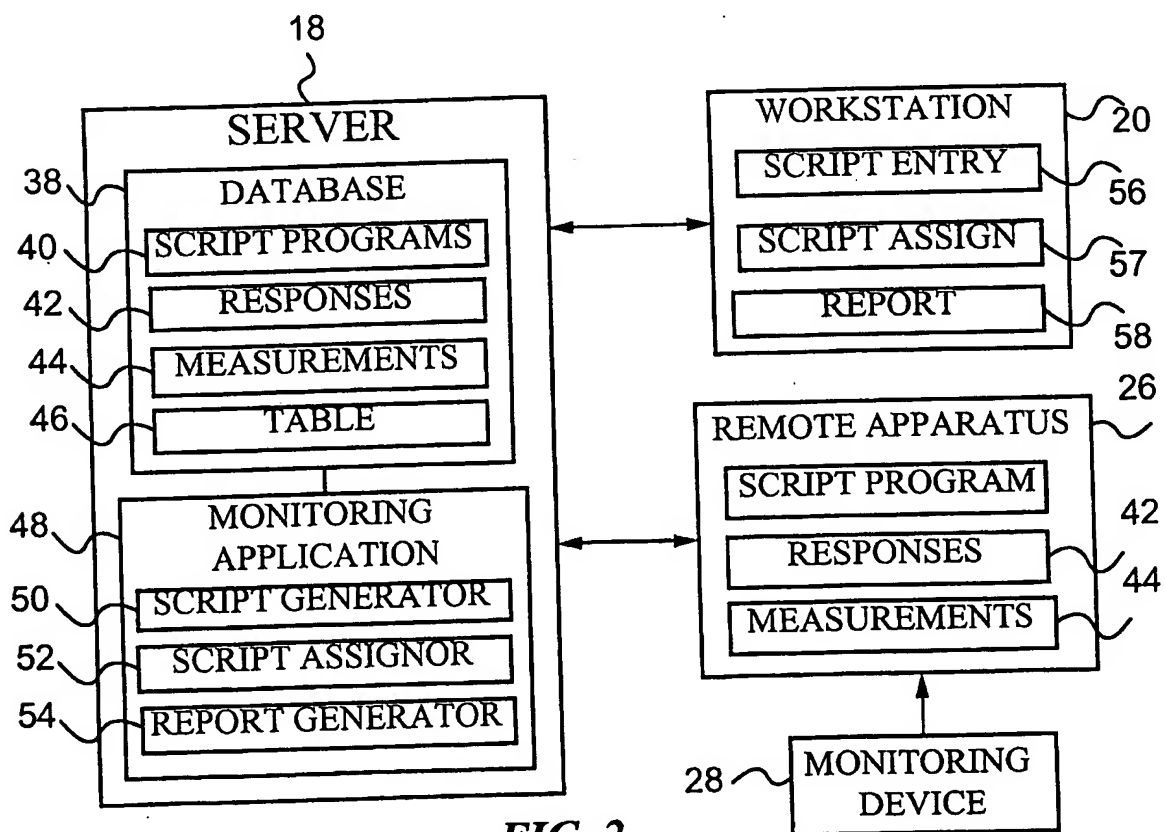 18
SERVER
38
DATABASE
40
SCRIPT PROGRAMS
42
RESPONSES
44
MEASUREMENTS
46
TABLE
48
MONITORING
APPLICATION
50
SCRIPT GENERATOR
52
SCRIPT ASSIGNOR
54
REPORT GENERATOR
WORKSTATION
20
SCRIPT ENTRY
56
SCRIPT ASSIGN
57
REPORT
58
26
REMOTE APPARATUS
SCRIPT PROGRAM
42
RESPONSES
44
MEASUREMENTS
28
MONITORING
DEVICE
FIG. 2